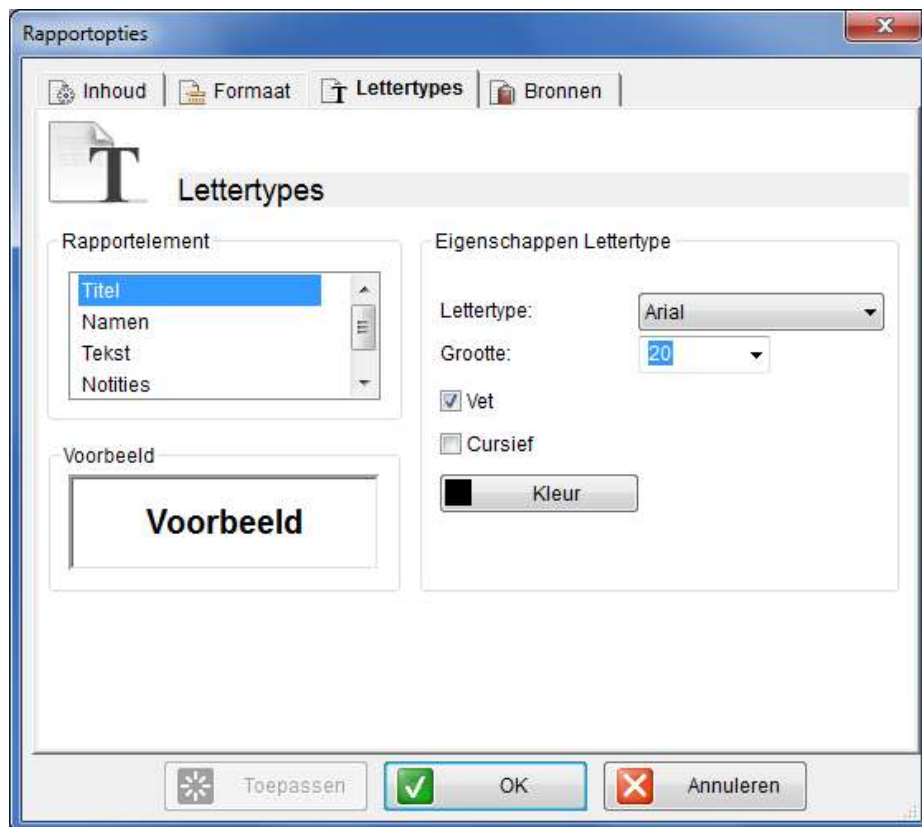 Rapportopties
Inhoud Formaat Lettertypes Bronnen
Lettertypes
Rapportelement
Titel
Namen
Tekst
Notities
Voorbeeld
Voorbeeld
Eigenschappen Lettertype
Lettertype: Arial
Grootte: 20
Vet
Cursief
Kleur
Toepassen OK Annuleren